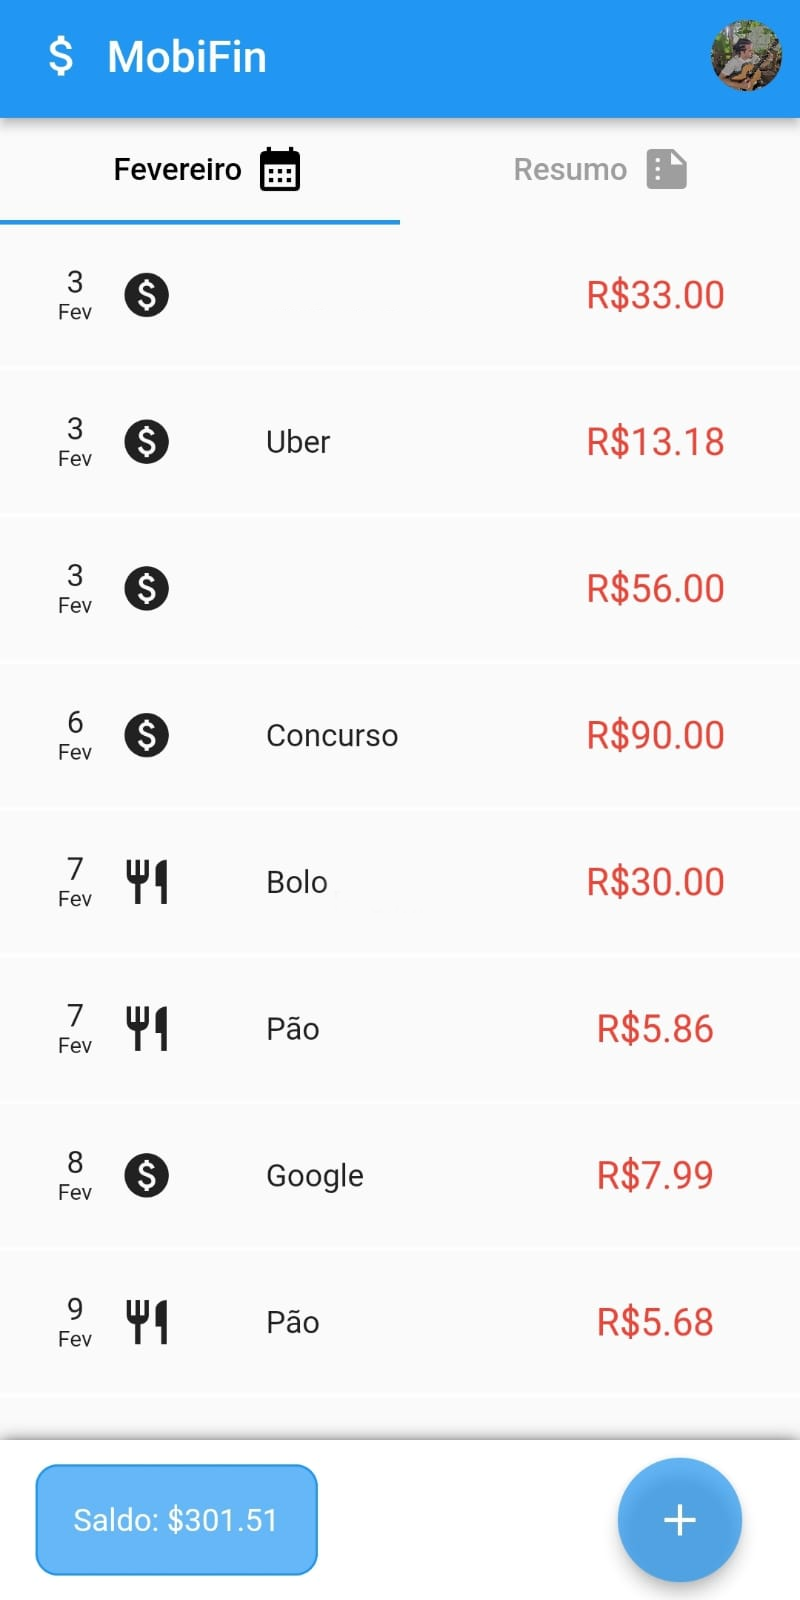 $ MobiFin
Fevereiro
Resumo
3
Fev
$
R$33.00
3
Fev
$
Uber
R$13.18
3
Fev
$
R$56.00
6
Fev
$
Concurso
R$90.00
7
Fev
Bolo
R$30.00
7
Fev
Pão
R$5.86
8
Fev
$
Google
R$7.99
9
Fev
Pão
R$5.68
Saldo: $301.51
+